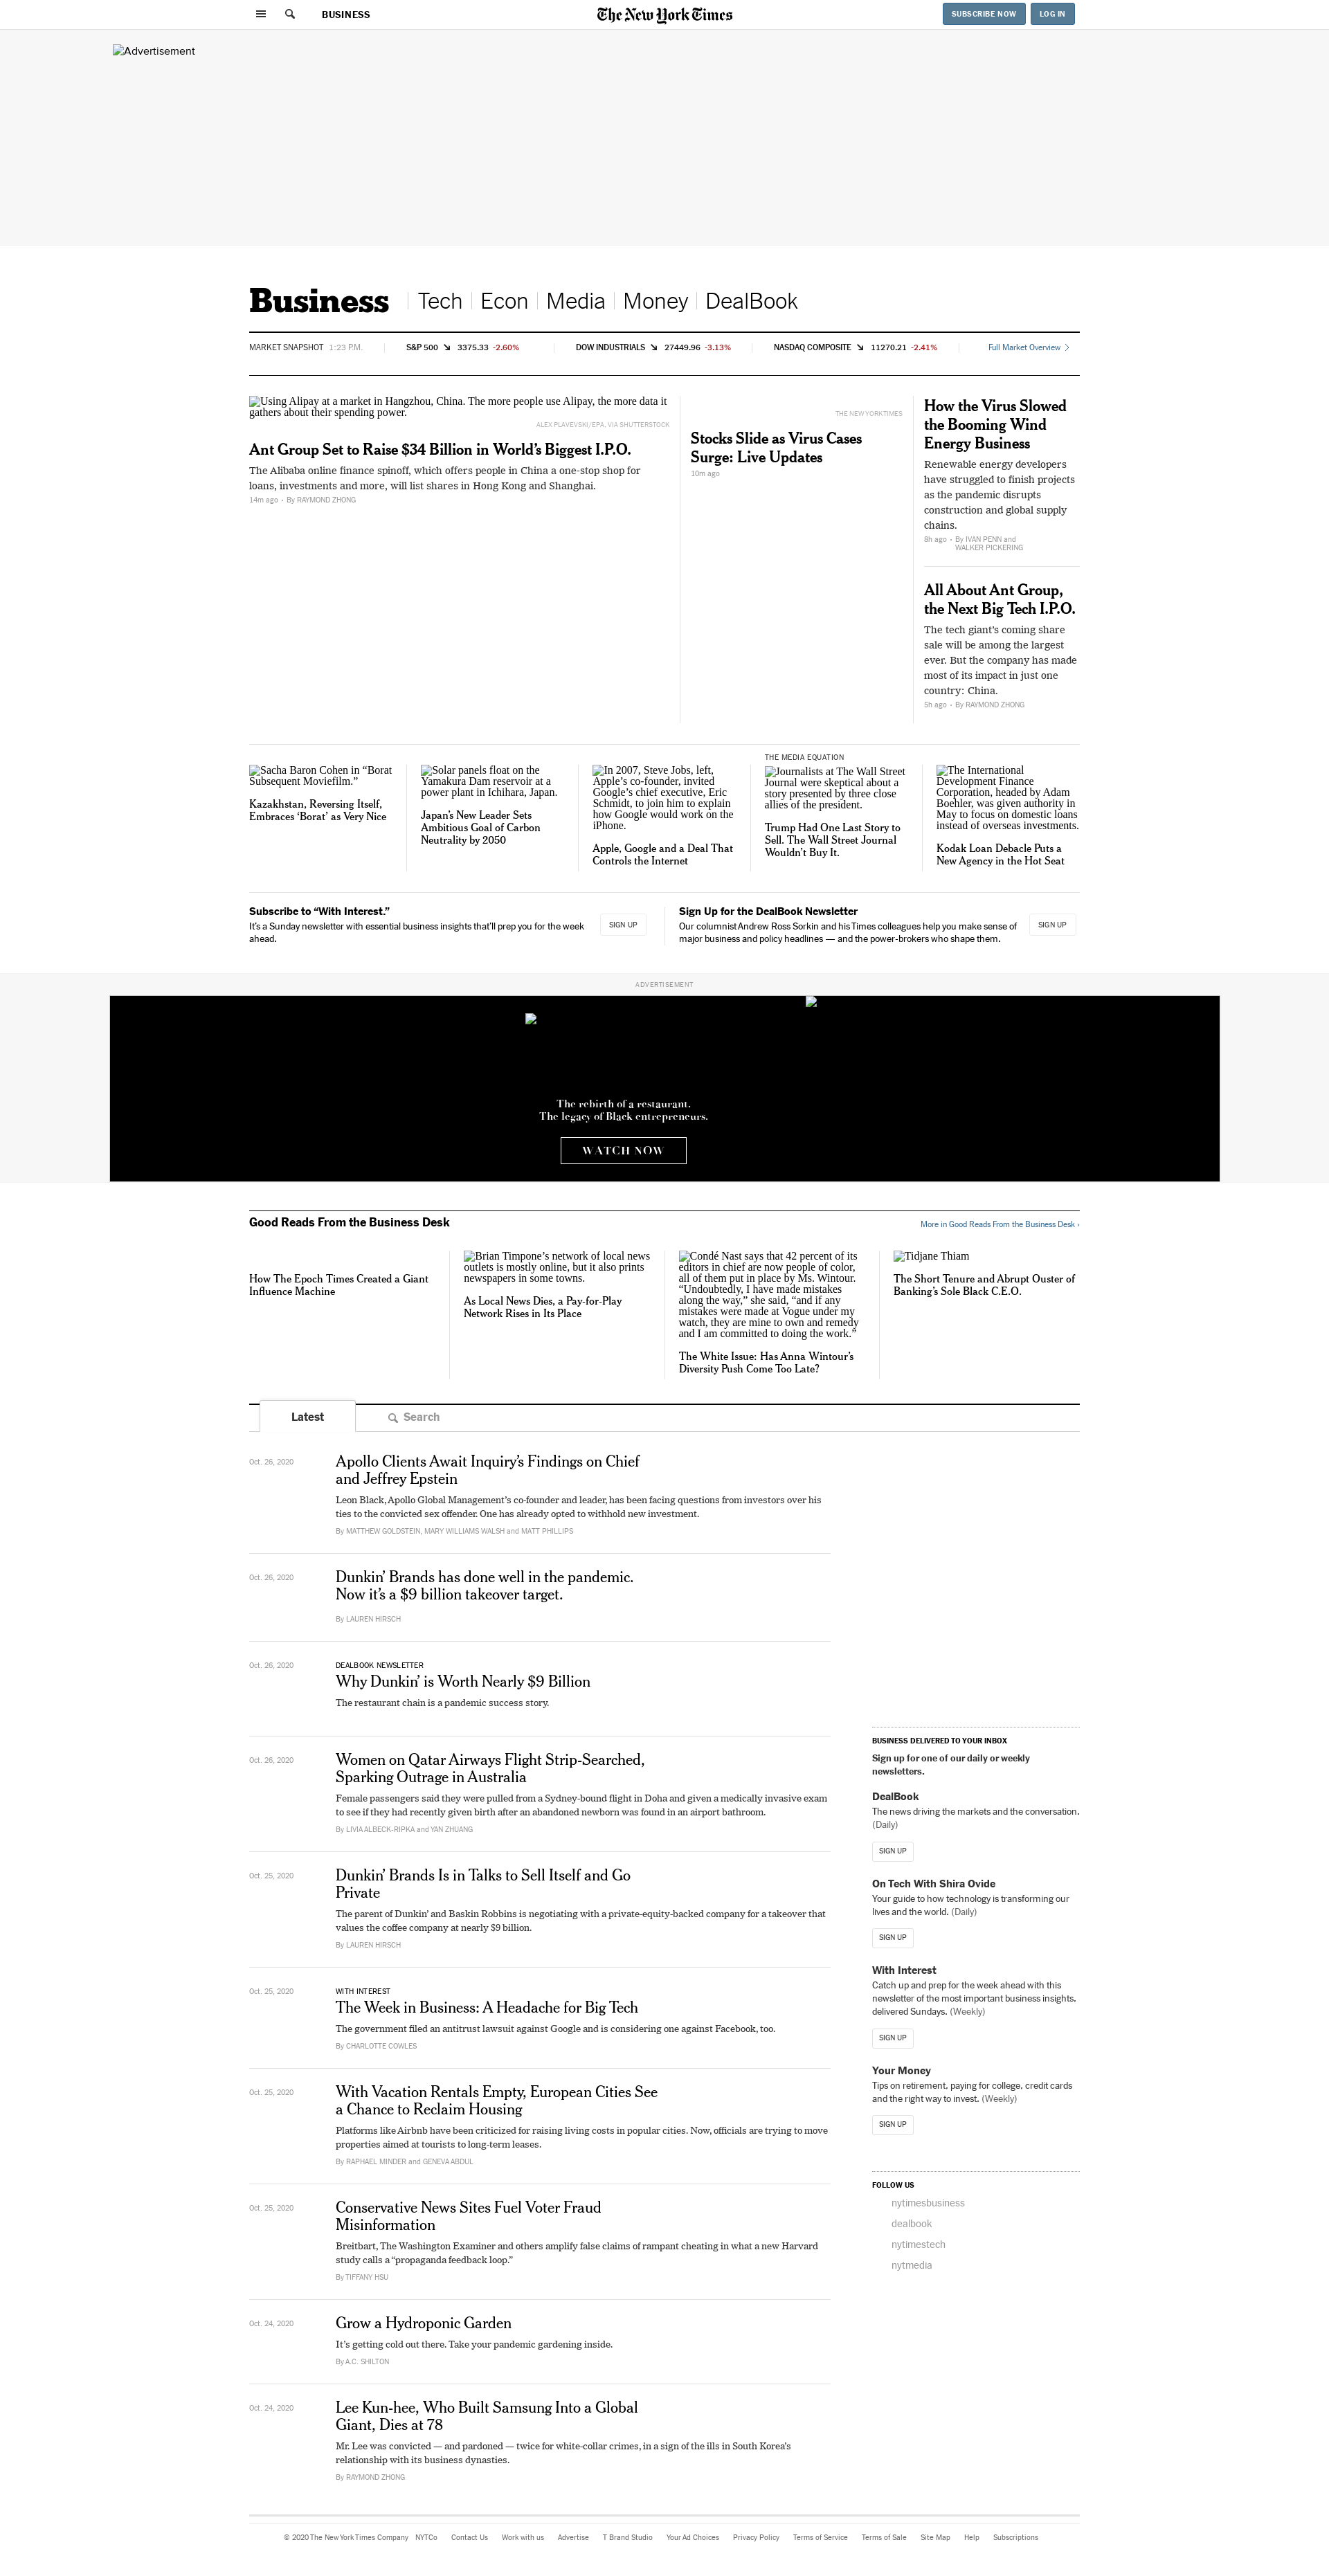 BUSINESS
The New York Times
SUBSCRIBE NOW
LOG IN
Advertisement
Business
Tech
Econ
Media
Money
DealBook
MARKET SNAPSHOT 1:23 P.M.
S&P 500 3375.33 -2.60%
DOW INDUSTRIALS 27449.96 -3.13%
NASDAQ COMPOSITE 11270.21 -2.41%
Full Market Overview
Using Alipay at a market in Hangzhou, China. The more people use Alipay, the more data it
gathers about their spending power.
ALEX PLAVEVSKI/EPA, VIA SHUTTERSTOCK
Ant Group Set to Raise $34 Billion in World’s Biggest I.P.O.
The Alibaba online finance spinoff, which offers people in China a one-stop shop for
loans, investments and more, will list shares in Hong Kong and Shanghai.
14m ago • By RAYMOND ZHONG
THE NEW YORK TIMES
Stocks Slide as Virus Cases
Surge: Live Updates
10m ago
How the Virus Slowed
the Booming Wind
Energy Business
Renewable energy developers
have struggled to finish projects
as the pandemic disrupts
construction and global supply
chains.
8h ago • By IVAN PENN and
WALKER PICKERING
All About Ant Group,
the Next Big Tech I.P.O.
The tech giant’s coming share
sale will be among the largest
ever. But the company has made
most of its impact in just one
country: China.
5h ago • By RAYMOND ZHONG
Sacha Baron Cohen in “Borat
Subsequent Moviefilm.”
Kazakhstan, Reversing Itself,
Embraces ‘Borat’ as Very Nice
Solar panels float on the
Yamakura Dam reservoir at a
power plant in Ichihara, Japan.
Japan’s New Leader Sets
Ambitious Goal of Carbon
Neutrality by 2050
In 2007, Steve Jobs, left,
Apple’s co-founder, invited
Google’s chief executive, Eric
Schmidt, to join him to explain
how Google would work on the
iPhone.
Apple, Google and a Deal That
Controls the Internet
THE MEDIA EQUATION
Journalists at The Wall Street
Journal were skeptical about a
story presented by three close
allies of the president.
Trump Had One Last Story to
Sell. The Wall Street Journal
Wouldn’t Buy It.
The International
Development Finance
Corporation, headed by Adam
Boehler, was given authority in
May to focus on domestic loans
instead of overseas investments.
Kodak Loan Debacle Puts a
New Agency in the Hot Seat
Subscribe to “With Interest.”
It’s a Sunday newsletter with essential business insights that’ll prep you for the week
ahead.
SIGN UP
Sign Up for the DealBook Newsletter
Our columnist Andrew Ross Sorkin and his Times colleagues help you make sense of
major business and policy headlines — and the power-brokers who shape them.
SIGN UP
ADVERTISEMENT
The rebirth of a restaurant.
The legacy of Black entrepreneurs.
WATCH NOW
Good Reads From the Business Desk
More in Good Reads From the Business Desk ›
How The Epoch Times Created a Giant
Influence Machine
Brian Timpone’s network of local news
outlets is mostly online, but it also prints
newspapers in some towns.
As Local News Dies, a Pay-for-Play
Network Rises in Its Place
Condé Nast says that 42 percent of its
editors in chief are now people of color,
all of them put in place by Ms. Wintour.
“Undoubtedly, I have made mistakes
along the way,” she said, “and if any
mistakes were made at Vogue under my
watch, they are mine to own and remedy
and I am committed to doing the work.”
The White Issue: Has Anna Wintour’s
Diversity Push Come Too Late?
Tidjane Thiam
The Short Tenure and Abrupt Ouster of
Banking’s Sole Black C.E.O.
Latest
Search
Oct. 26, 2020
Apollo Clients Await Inquiry’s Findings on Chief
and Jeffrey Epstein
Leon Black, Apollo Global Management’s co-founder and leader, has been facing questions from investors over his
ties to the convicted sex offender. One has already opted to withhold new investment.
By MATTHEW GOLDSTEIN, MARY WILLIAMS WALSH and MATT PHILLIPS
Oct. 26, 2020
Dunkin’ Brands has done well in the pandemic.
Now it’s a $9 billion takeover target.
By LAUREN HIRSCH
Oct. 26, 2020
DEALBOOK NEWSLETTER
Why Dunkin’ is Worth Nearly $9 Billion
The restaurant chain is a pandemic success story.
Oct. 26, 2020
Women on Qatar Airways Flight Strip-Searched,
Sparking Outrage in Australia
Female passengers said they were pulled from a Sydney-bound flight in Doha and given a medically invasive exam
to see if they had recently given birth after an abandoned newborn was found in an airport bathroom.
By LIVIA ALBECK-RIPKA and YAN ZHUANG
Oct. 25, 2020
Dunkin’ Brands Is in Talks to Sell Itself and Go
Private
The parent of Dunkin’ and Baskin Robbins is negotiating with a private-equity-backed company for a takeover that
values the coffee company at nearly $9 billion.
By LAUREN HIRSCH
Oct. 25, 2020
WITH INTEREST
The Week in Business: A Headache for Big Tech
The government filed an antitrust lawsuit against Google and is considering one against Facebook, too.
By CHARLOTTE COWLES
Oct. 25, 2020
With Vacation Rentals Empty, European Cities See
a Chance to Reclaim Housing
Platforms like Airbnb have been criticized for raising living costs in popular cities. Now, officials are trying to move
properties aimed at tourists to long-term leases.
By RAPHAEL MINDER and GENEVA ABDUL
Oct. 25, 2020
Conservative News Sites Fuel Voter Fraud
Misinformation
Breitbart, The Washington Examiner and others amplify false claims of rampant cheating in what a new Harvard
study calls a “propaganda feedback loop.”
By TIFFANY HSU
Oct. 24, 2020
Grow a Hydroponic Garden
It’s getting cold out there. Take your pandemic gardening inside.
By A.C. SHILTON
Oct. 24, 2020
Lee Kun-hee, Who Built Samsung Into a Global
Giant, Dies at 78
Mr. Lee was convicted — and pardoned — twice for white-collar crimes, in a sign of the ills in South Korea’s
relationship with its business dynasties.
By RAYMOND ZHONG
BUSINESS DELIVERED TO YOUR INBOX
Sign up for one of our daily or weekly
newsletters.
DealBook
The news driving the markets and the conversation.
(Daily)
SIGN UP
On Tech With Shira Ovide
Your guide to how technology is transforming our
lives and the world. (Daily)
SIGN UP
With Interest
Catch up and prep for the week ahead with this
newsletter of the most important business insights,
delivered Sundays. (Weekly)
SIGN UP
Your Money
Tips on retirement, paying for college, credit cards
and the right way to invest. (Weekly)
SIGN UP
FOLLOW US
nytimesbusiness
dealbook
nytimestech
nytmedia
© 2020 The New York Times Company NYTCo Contact Us Work with us Advertise T Brand Studio Your Ad Choices Privacy Policy Terms of Service Terms of Sale Site Map Help Subscriptions